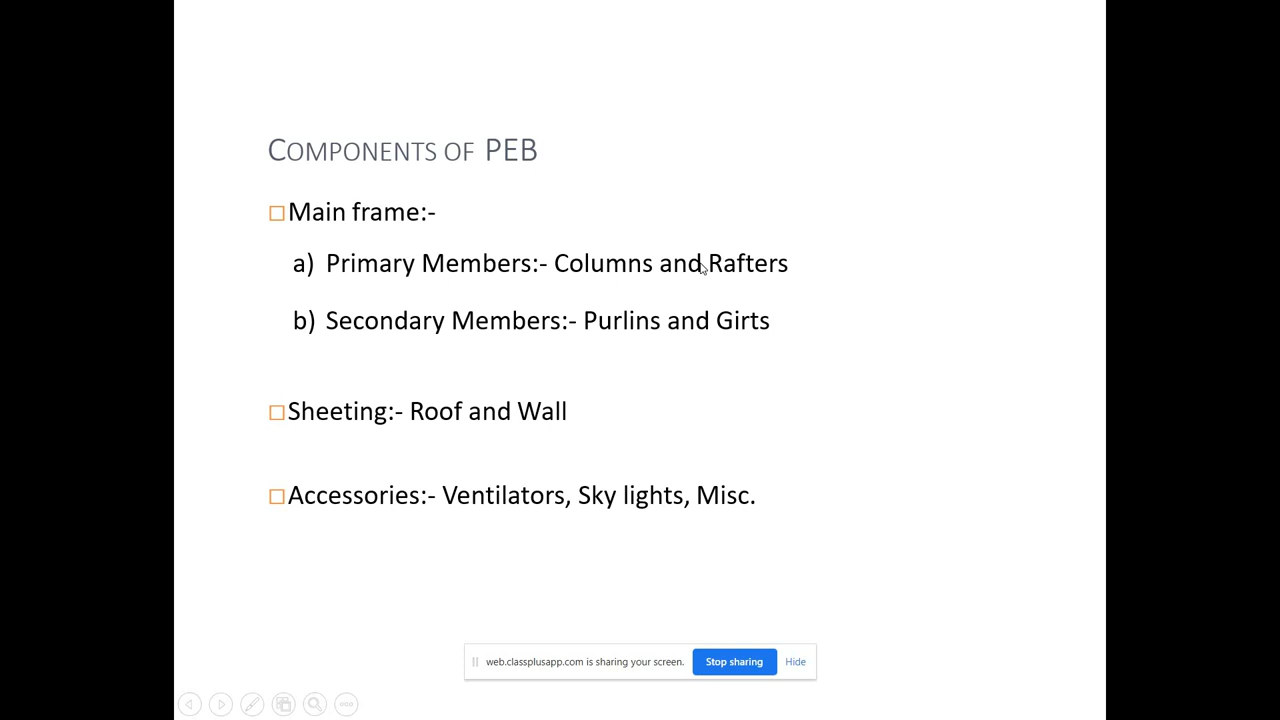 COMPONENTS OF PEB
Main frame:-
a) Primary Members:- Columns and Rafters
b) Secondary Members:- Purlins and Girts
Sheeting:- Roof and Wall
Accessories:- Ventilators, Sky lights, Misc.
web.classplusapp.com is sharing your screen. Stop sharing Hide